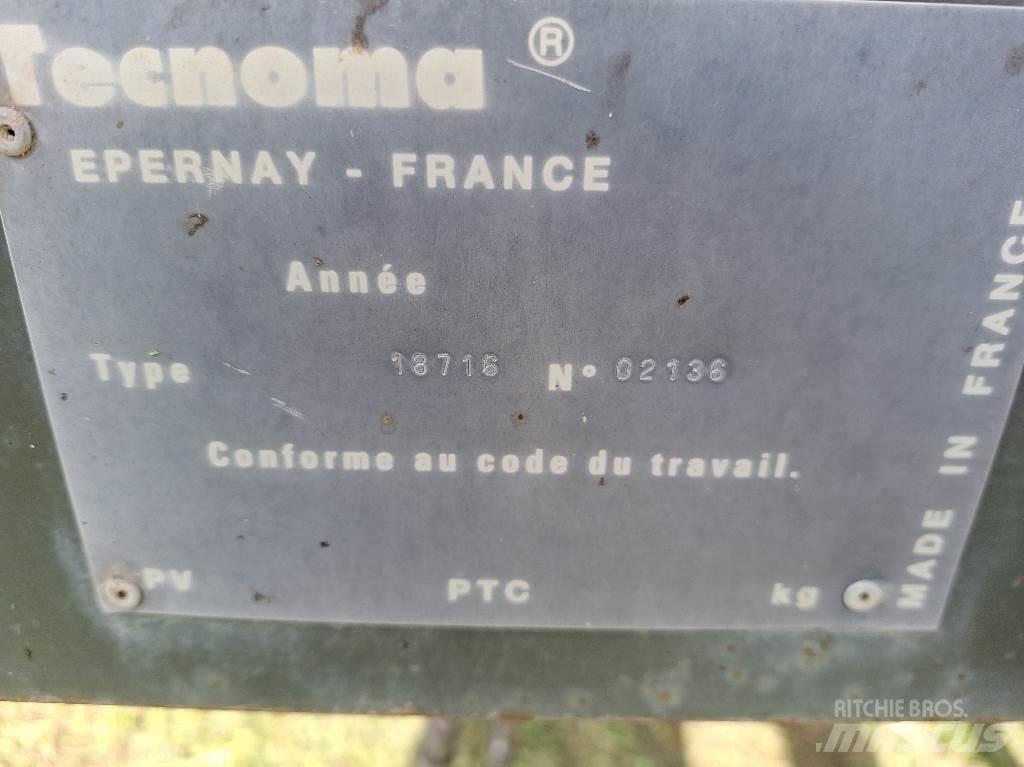 Tecnoma ®
EPERNAY - FRANCE
Année
Type 18716 N° 02136
Conforme au code du travail.
PV PTC kg
MADE IN FRANCE
RITCHIE BROS.
MASCUS